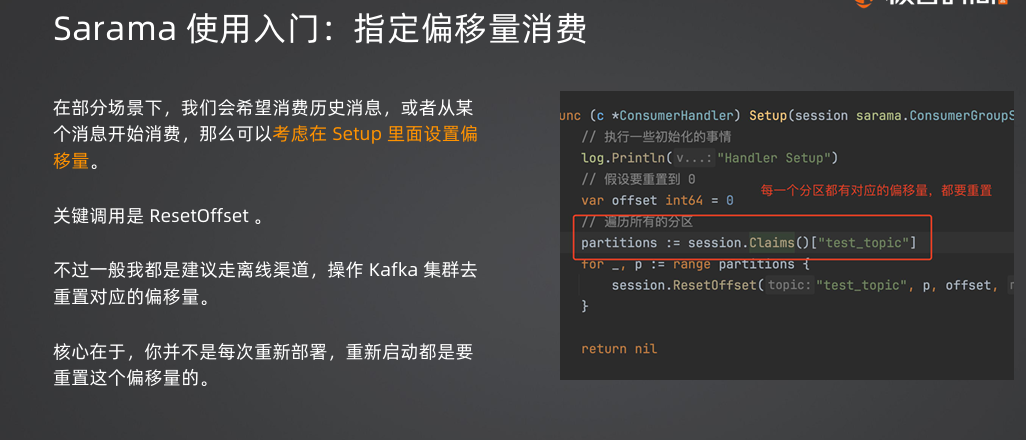 Sarama 使用入门：指定偏移量消费
在部分场景下，我们会希望消费历史消息，或者从某
个消息开始消费，那么可以考虑在 Setup 里面设置偏
移量。
关键调用是 ResetOffset 。
不过一般我都是建议走离线渠道，操作 Kafka 集群去
重置对应的偏移量。
核心在于，你并不是每次重新部署，重新启动都是要
重置这个偏移量的。
unc (c *ConsumerHandler) Setup(session sarama.ConsumerGroupS
// 执行一些初始化的事情
log.Println(v...:"Handler Setup")
// 假设要重置到 0
var offset int64 = 0
每一个分区都有对应的偏移量，都要重置
// 遍历所有的分区
partitions := session.Claims()["test_topic"]
for _, p := range partitions {
session.ResetOffset(topic:"test_topic", p, offset,
}
return nil